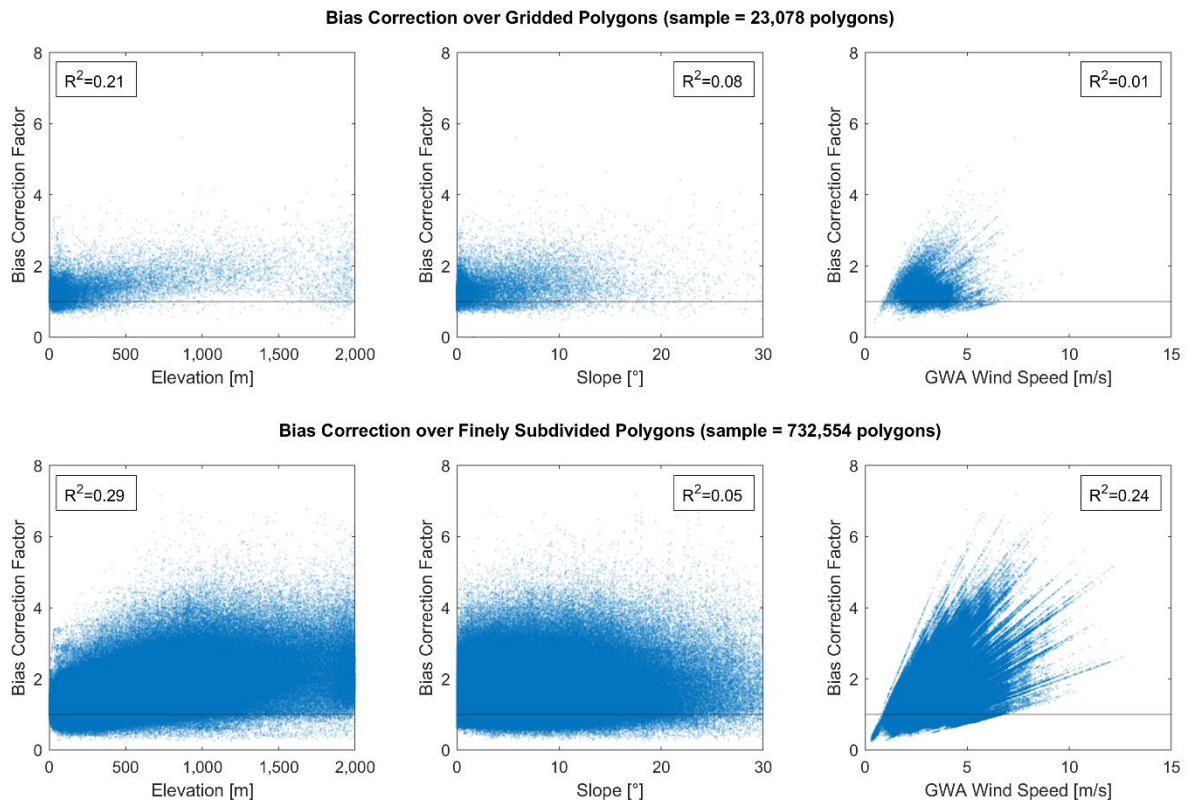 Bias Correction over Gridded Polygons (sample = 23,078 polygons)
8
6
4
2
0
Bias Correction Factor
R²=0.21
0 500 1,000 1,500 2,000
Elevation [m]
8
6
4
2
0
Bias Correction Factor
R²=0.08
0 10 20 30
Slope [°]
8
6
4
2
0
Bias Correction Factor
R²=0.01
0 5 10 15
GWA Wind Speed [m/s]
Bias Correction over Finely Subdivided Polygons (sample = 732,554 polygons)
8
6
4
2
0
Bias Correction Factor
R²=0.29
0 500 1,000 1,500 2,000
Elevation [m]
8
6
4
2
0
Bias Correction Factor
R²=0.05
0 10 20 30
Slope [°]
8
6
4
2
0
Bias Correction Factor
R²=0.24
0 5 10 15
GWA Wind Speed [m/s]